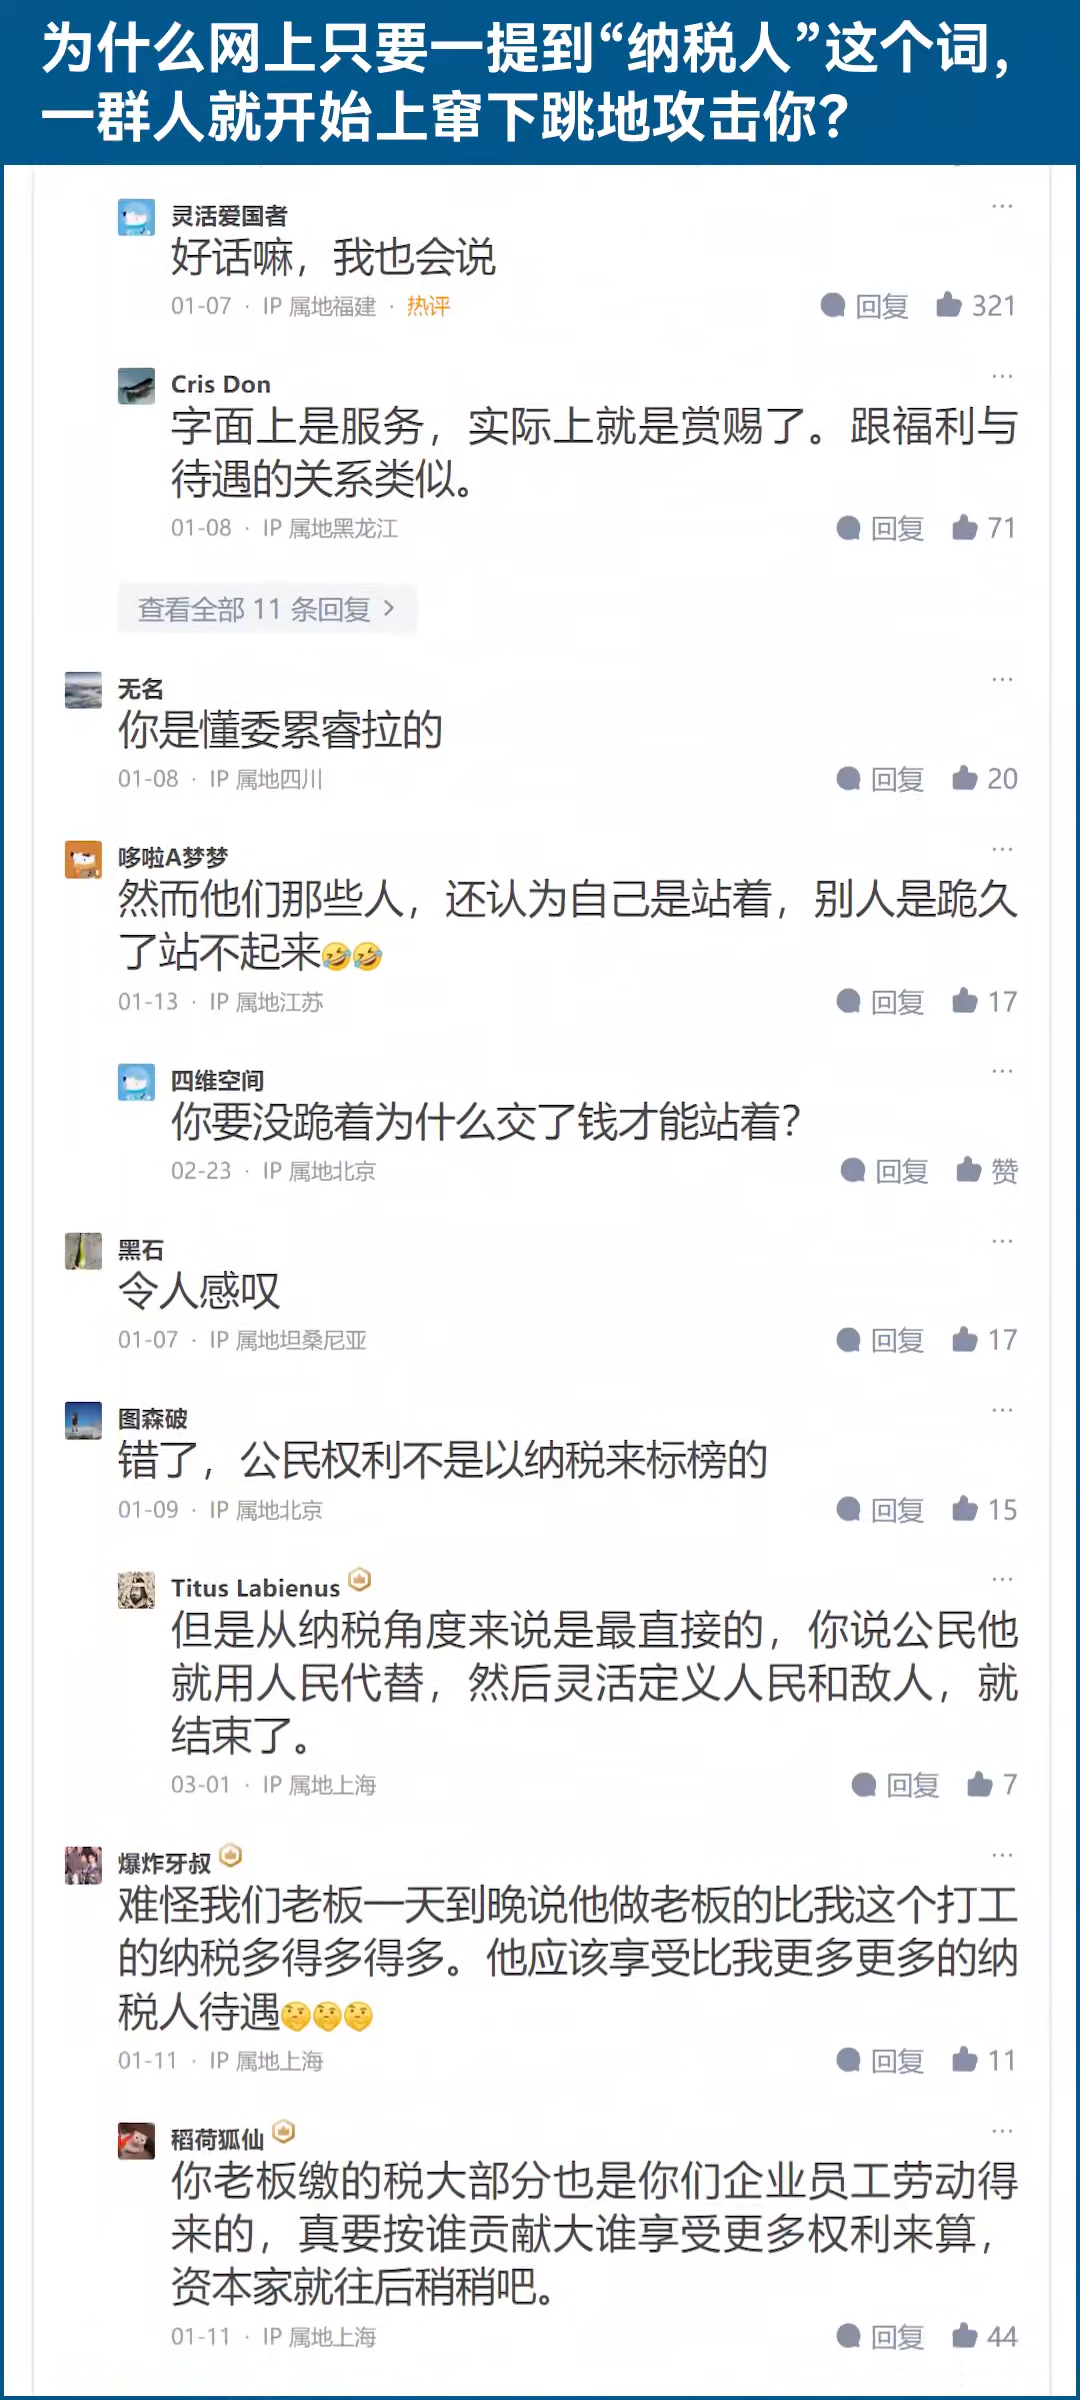 为什么网上只要一提到“纳税人”这个词，
一群人就开始上窜下跳地攻击你？
灵活爱国者
好话嘛，我也会说
01-07 · IP 属地福建 · 热评
回复 321
Cris Don
字面上是服务，实际上就是赏赐了。跟福利与
待遇的关系类似。
01-08 · IP 属地黑龙江
回复 71
查看全部 11 条回复 >
无名
你是懂委累睿拉的
01-08 · IP 属地四川
回复 20
哆啦A梦梦
然而他们那些人，还认为自己是站着，别人是跪久
了站不起来🤣🤣
01-13 · IP 属地江苏
回复 17
四维空间
你要没跪着为什么交了钱才能站着？
02-23 · IP 属地北京
回复 赞
黑石
令人感叹
01-07 · IP 属地坦桑尼亚
回复 17
图森破
错了，公民权利不是以纳税来标榜的
01-09 · IP 属地北京
回复 15
Titus Labienus
但是从纳税角度来说是最直接的，你说公民他
就用人民代替，然后灵活定义人民和敌人，就
结束了。
03-01 · IP 属地上海
回复 7
爆炸牙叔
难怪我们老板一天到晚说他做老板的比我这个打工
的纳税多得多得多。他应该享受比我更多更多的纳
税人待遇🤔🤔🤔
01-11 · IP 属地上海
回复 11
稻荷狐仙
你老板缴的税大部分也是你们企业员工劳动得
来的，真要按谁贡献大谁享受更多权利来算，
资本家就往后稍稍吧。
01-11 · IP 属地上海
回复 44